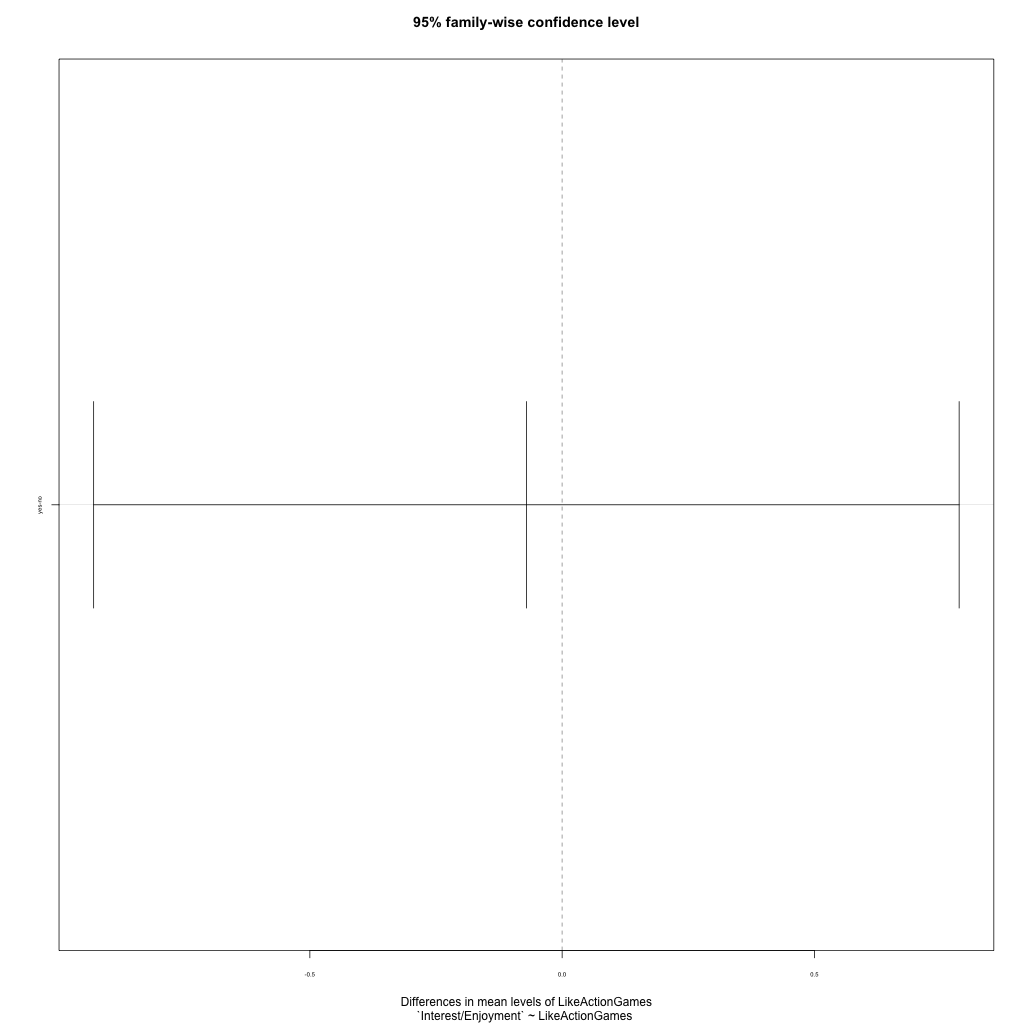 95% family-wise confidence level
yes-no
-0.5
0.0
0.5
Differences in mean levels of LikeActionGames
`Interest/Enjoyment` ~ LikeActionGames